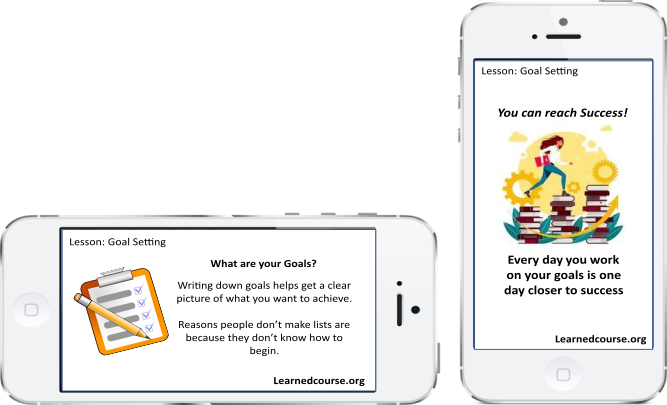 Lesson: Goal Setting
What are your Goals?
Writing down goals helps get a clear
picture of what you want to achieve.
Reasons people don’t make lists are
because they don’t know how to
begin.
Learnedcourse.org
Lesson: Goal Setting
You can reach Success!
Every day you work
on your goals is one
day closer to success
Learnedcourse.org